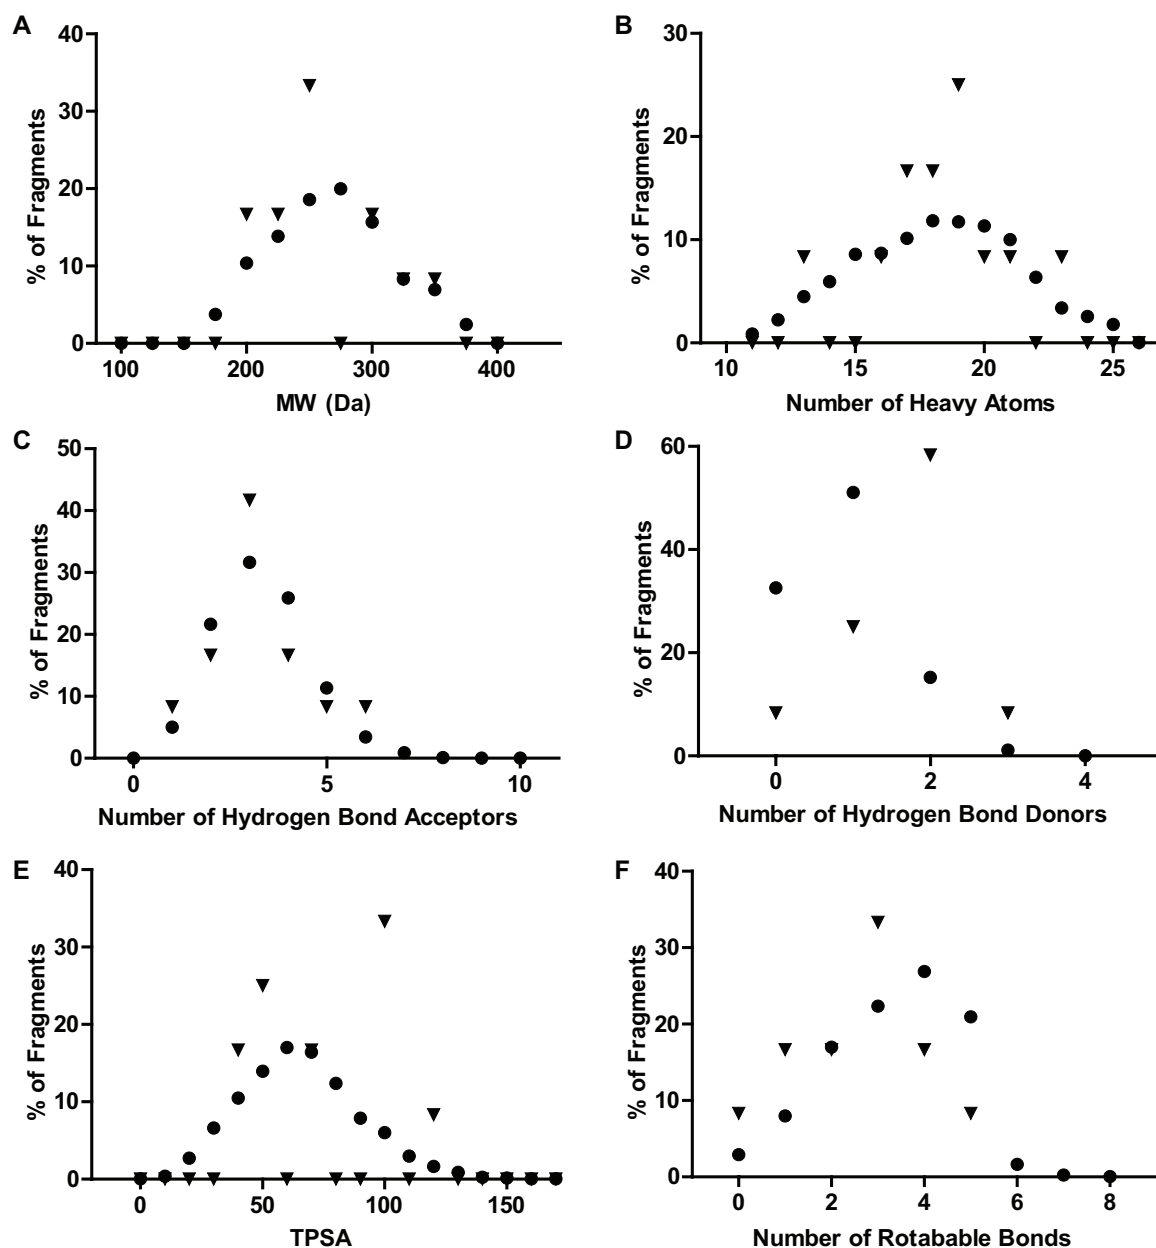 A
B
40
30
20
10
0
% of Fragments
100
200
300
400
MW (Da)
30
20
10
0
% of Fragments
10
15
20
25
Number of Heavy Atoms
C
D
50
40
30
20
10
0
% of Fragments
0
5
10
Number of Hydrogen Bond Acceptors
60
40
20
0
% of Fragments
0
2
4
Number of Hydrogen Bond Donors
E
F
40
30
20
10
0
% of Fragments
0
50
100
150
TPSA
40
30
20
10
0
% of Fragments
0
2
4
6
8
Number of Rotabable Bonds